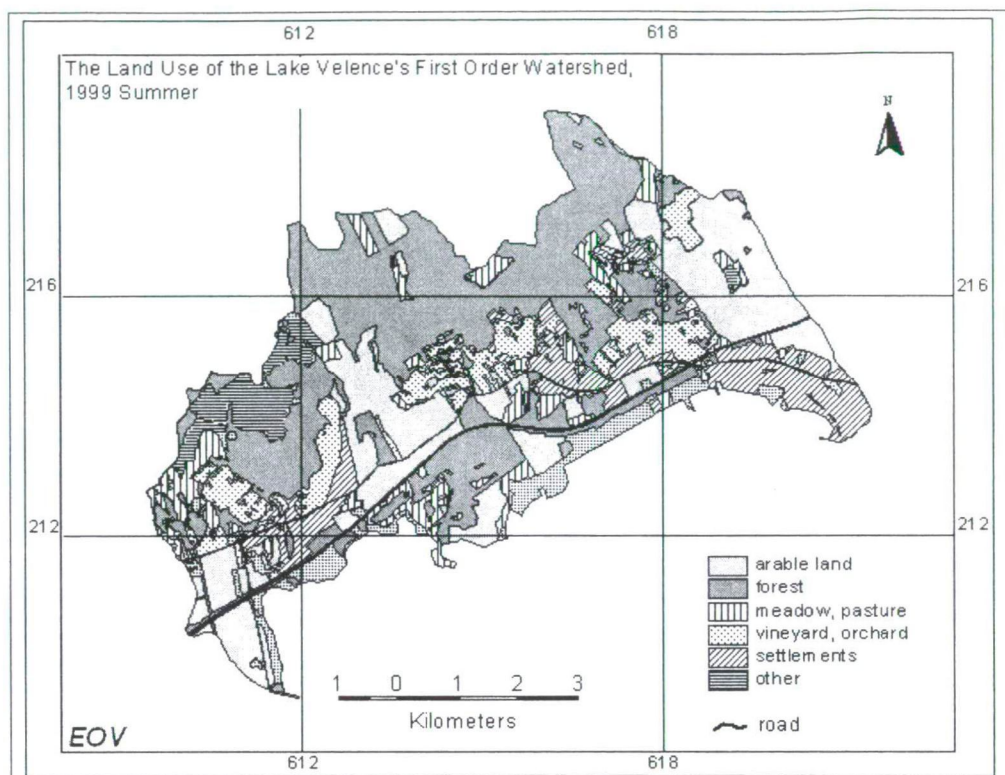 612 618
The Land Use of the Lake Velence's First Order Watershed,
1999 Summer
N
216 216
212 212
arable land
forest
meadow, pasture
vineyard, orchard
settlements
other
1 0 1 2 3
Kilometers
road
EOV
612 618